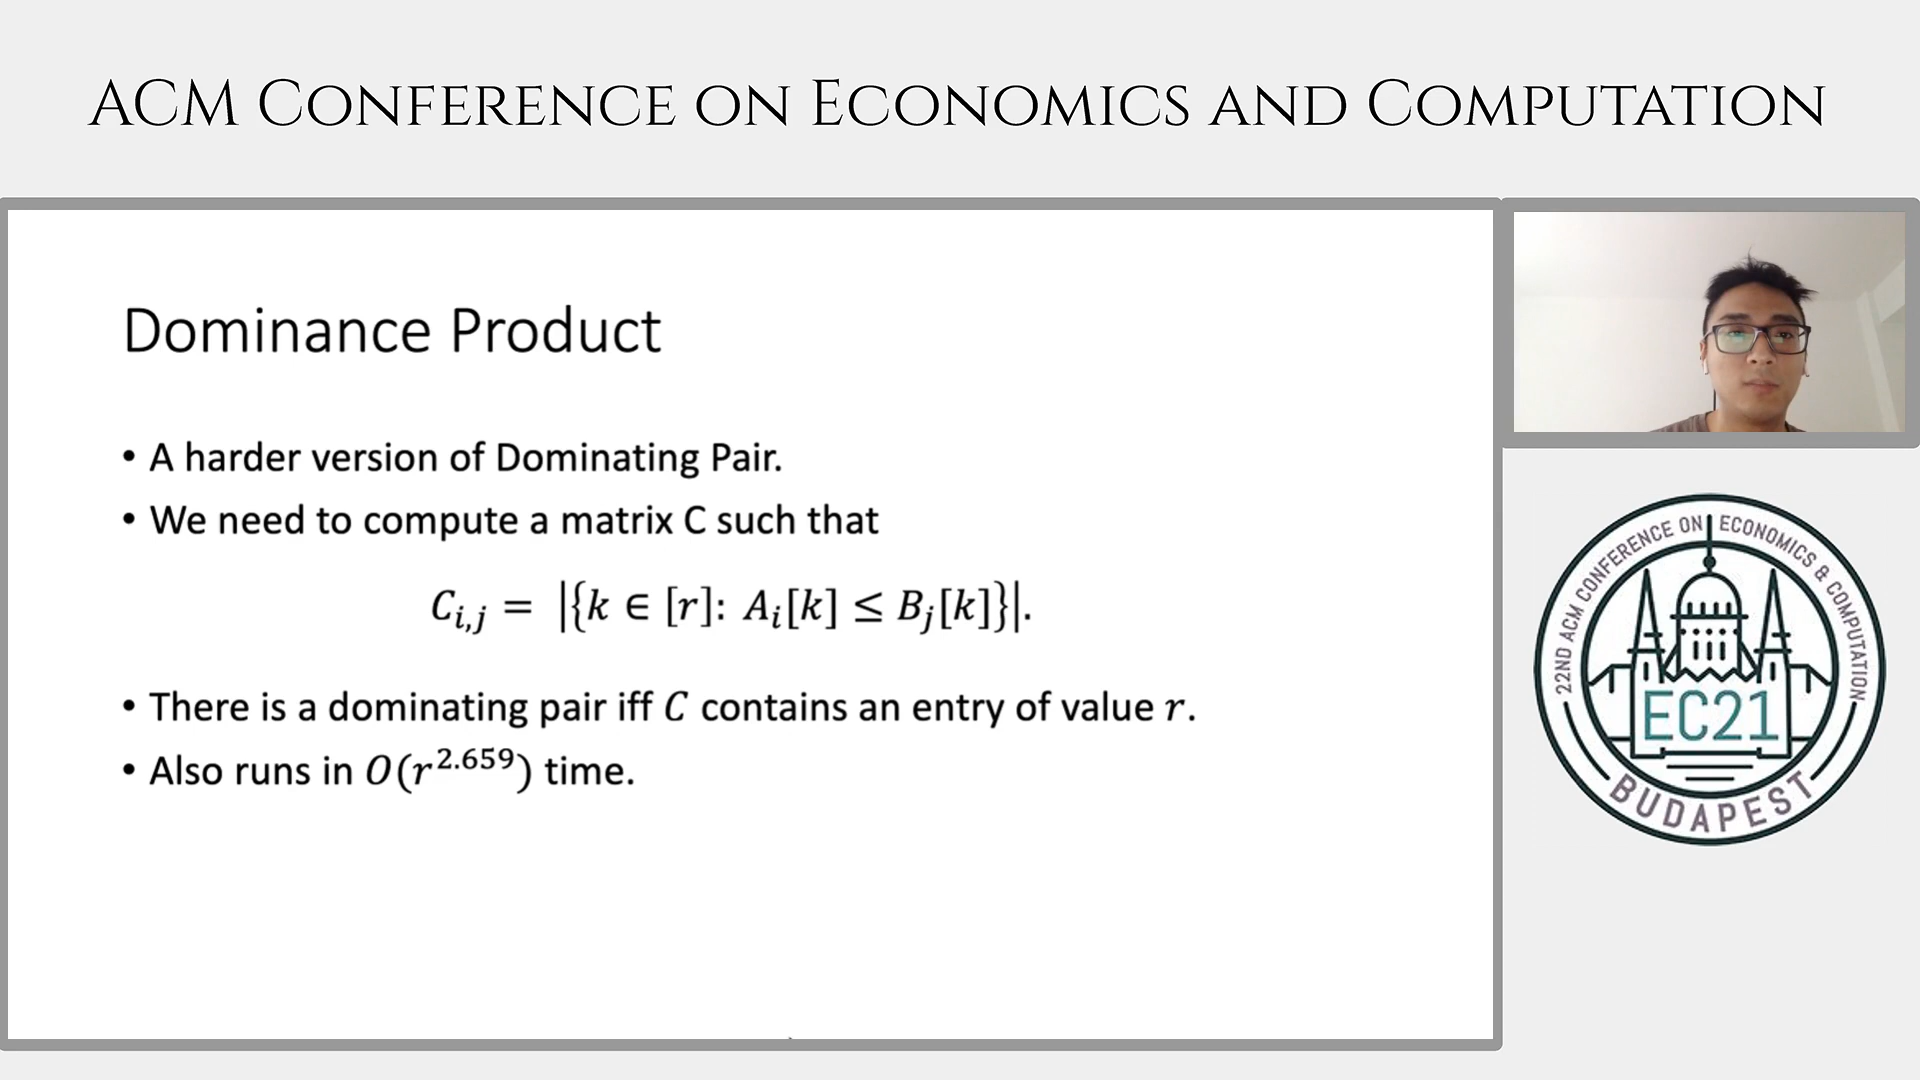 ACM Conference on Economics and Computation
Dominance Product
• A harder version of Dominating Pair.
• We need to compute a matrix C such that
C_{i,j} = |{k ∈ [r]: A_i[k] ≤ B_j[k]}|.
• There is a dominating pair iff C contains an entry of value r.
• Also runs in O(r^{2.659}) time.
22ND ACM CONFERENCE ON ECONOMICS & COMPUTATION
EC21
BUDAPEST